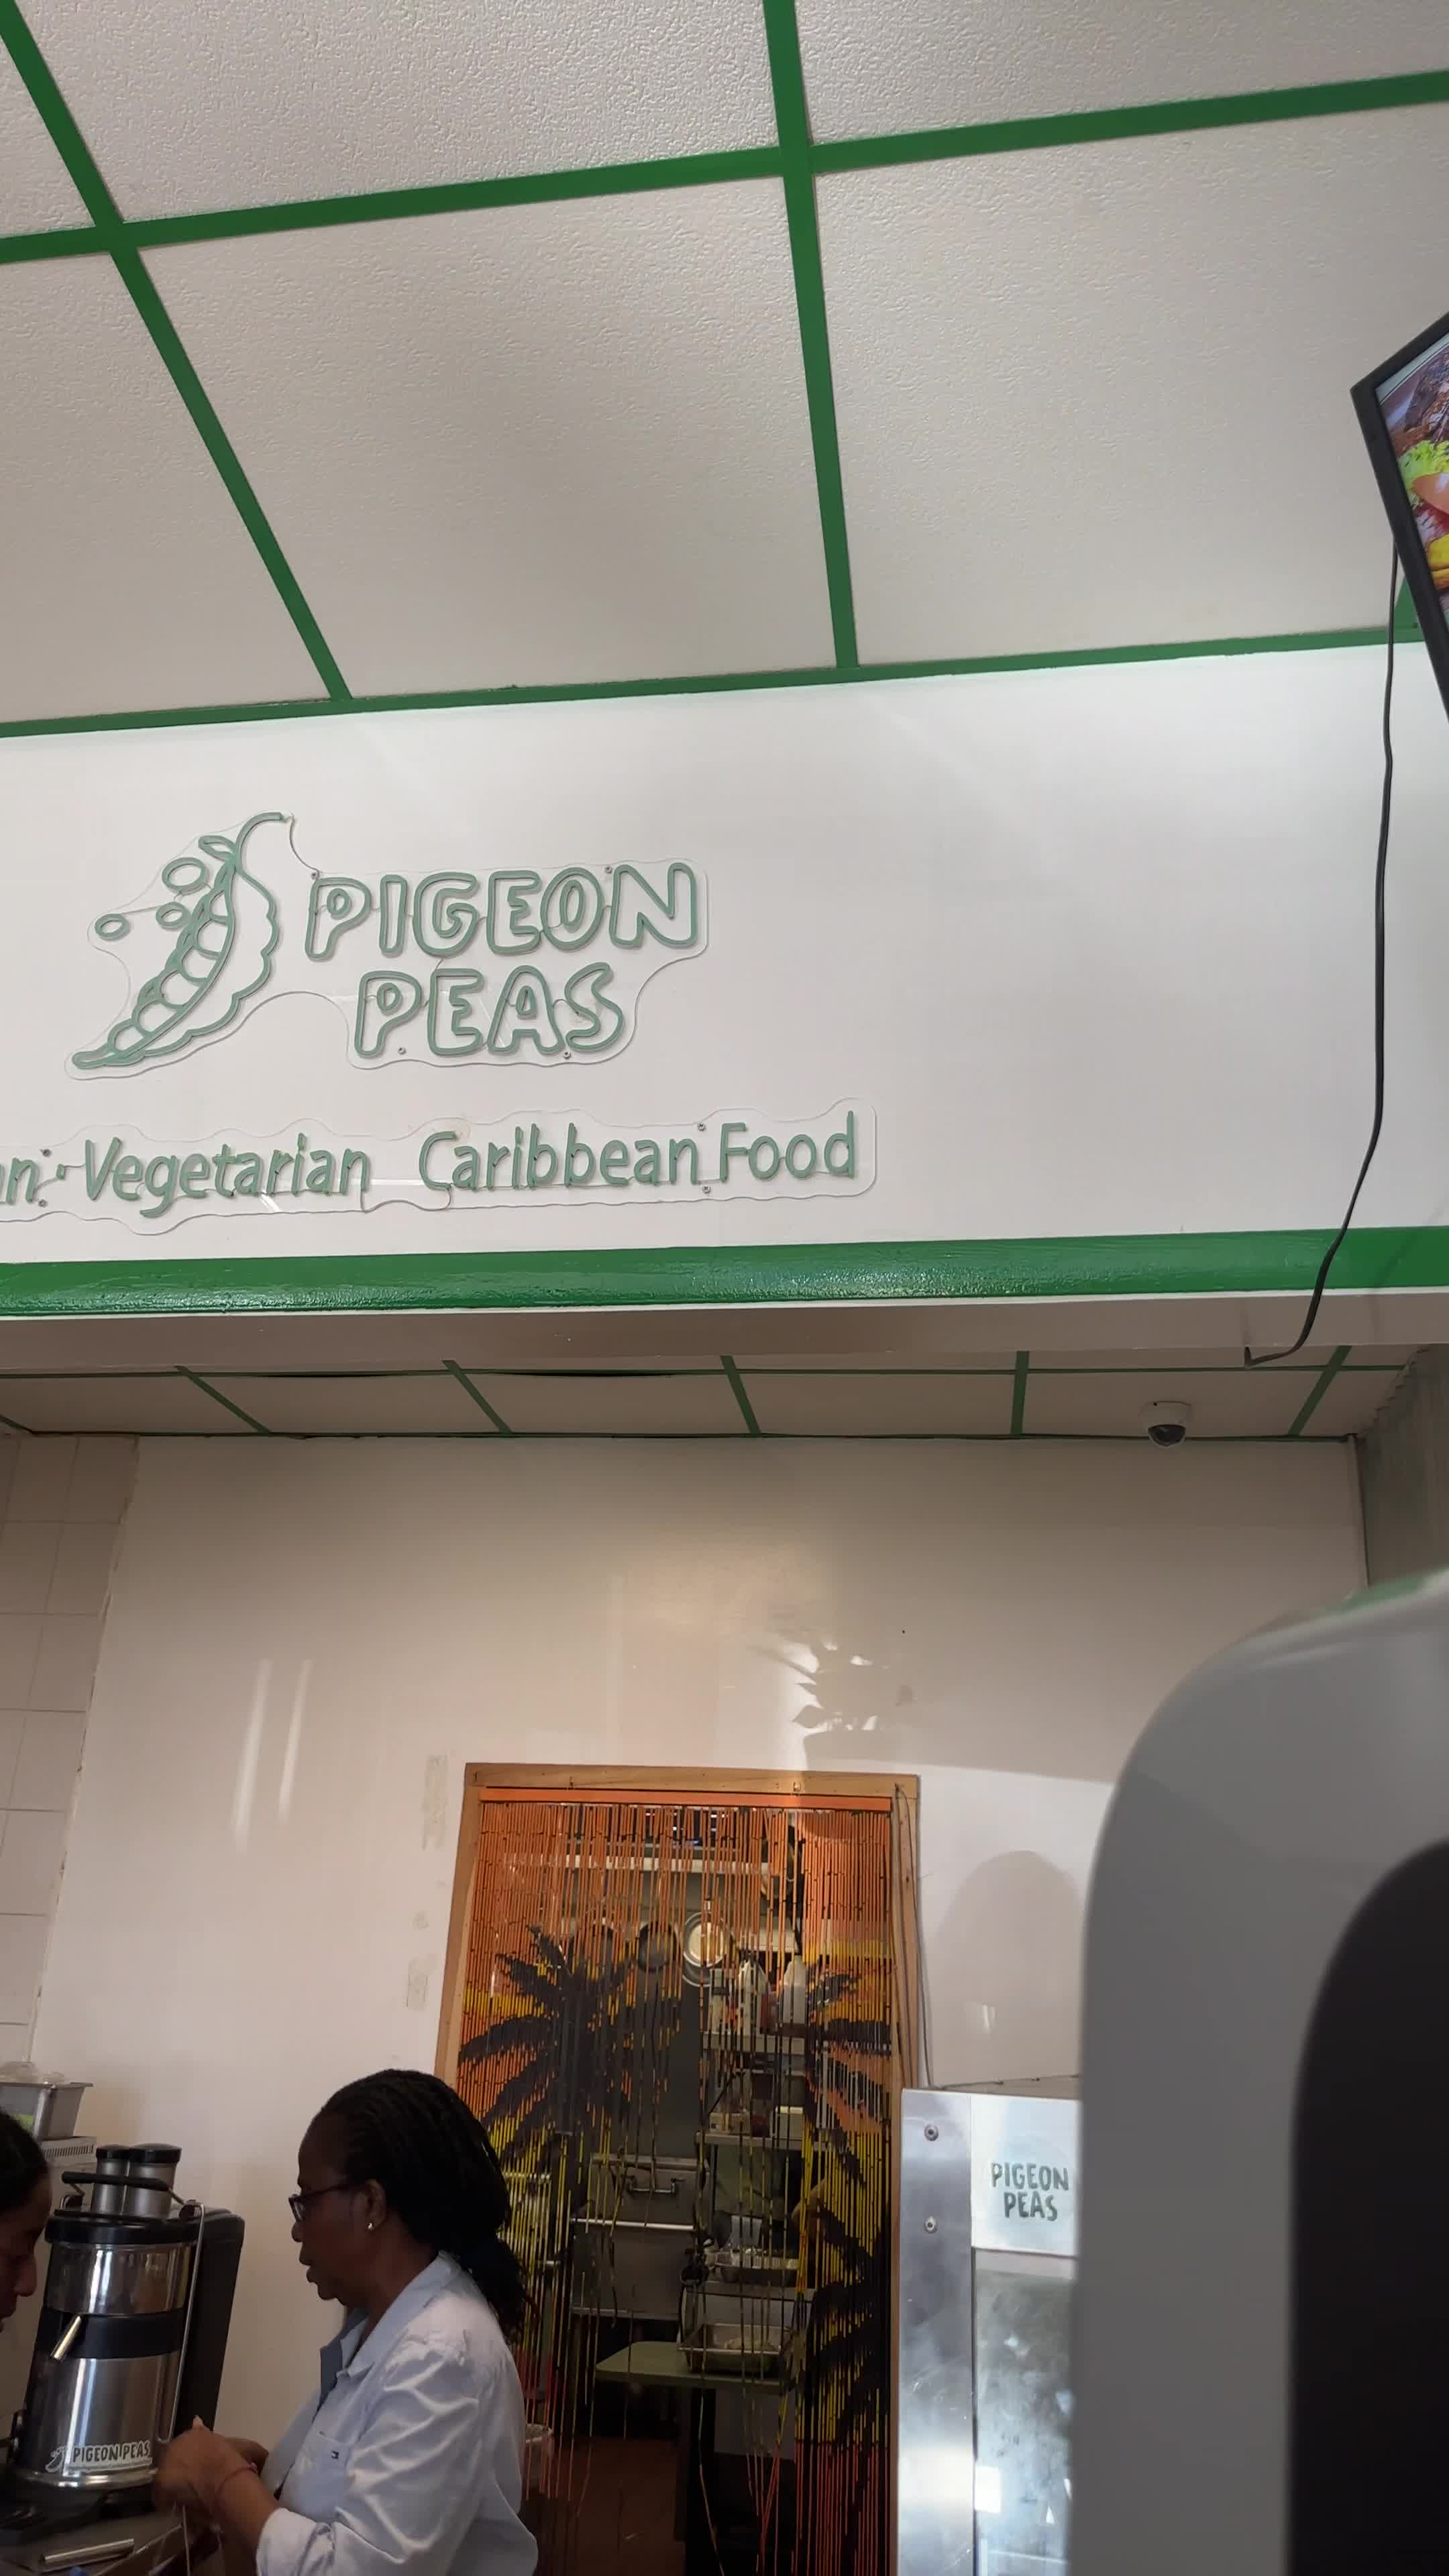 PIGEON
PEAS
Vegetarian Caribbean Food
PIGEON
PEAS
PIGEON PEAS